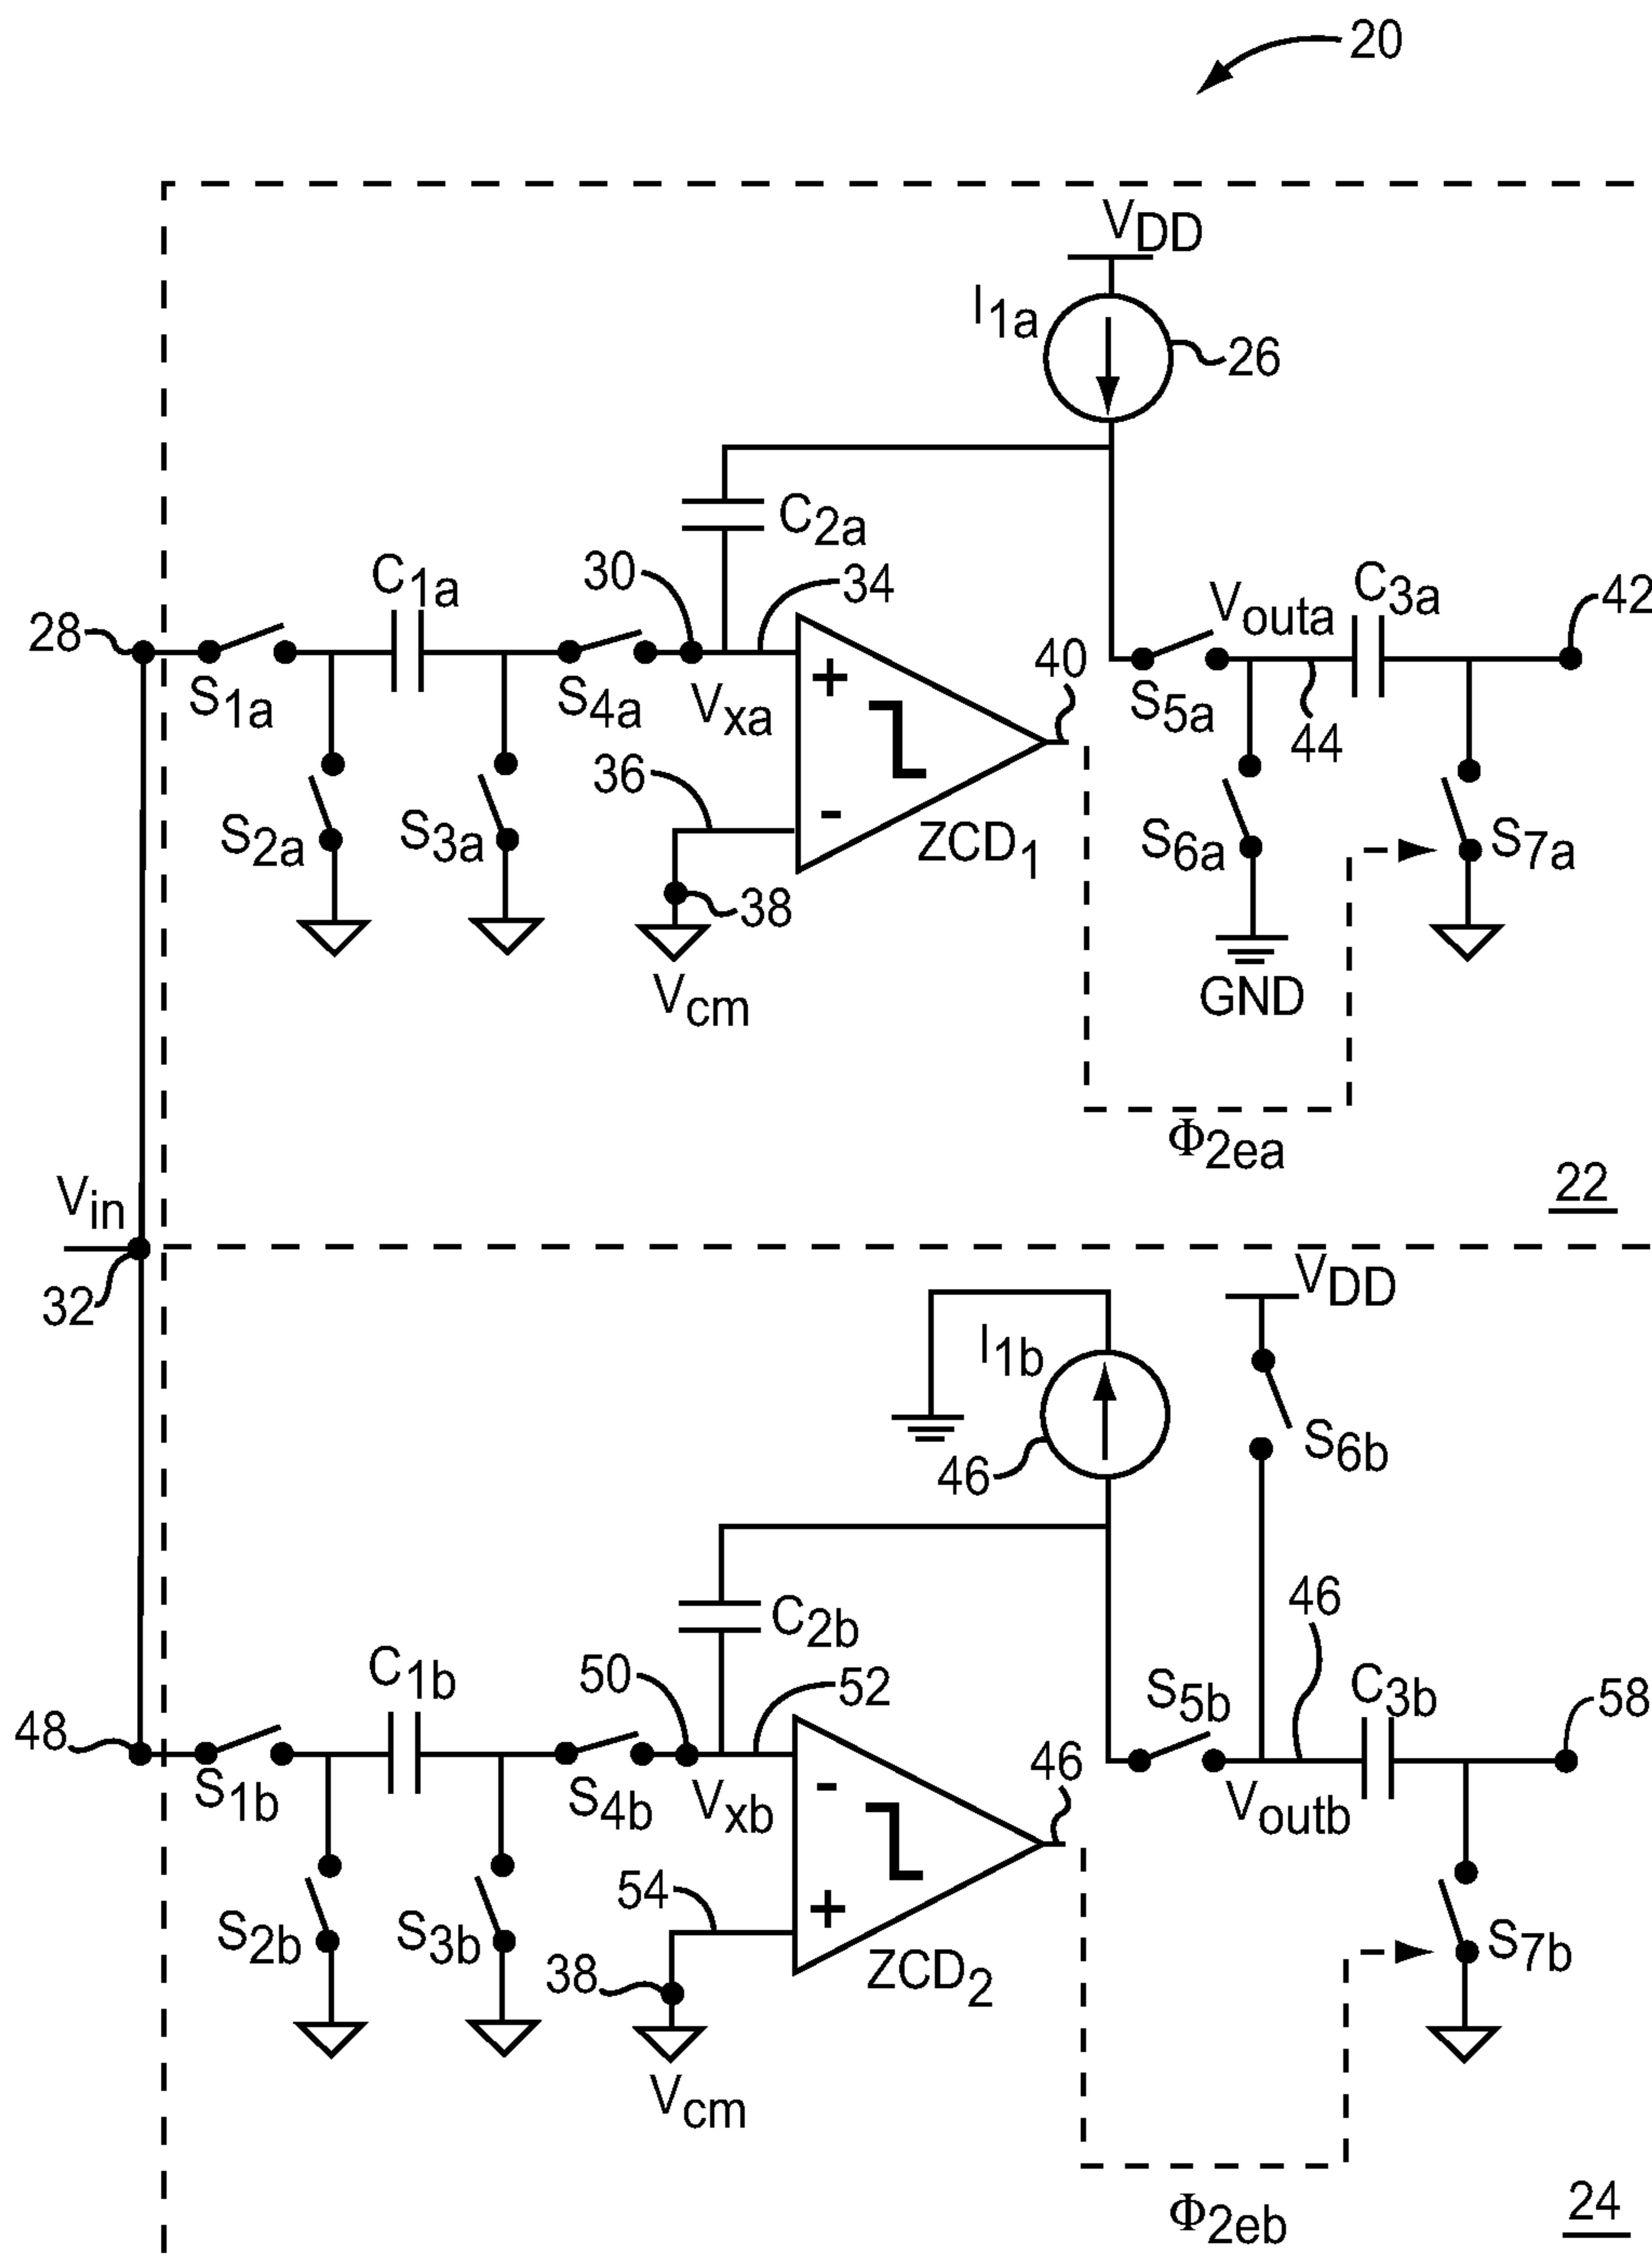 20
VDD
I1a
26
C2a
30
34
C1a
C3a
42
28
Vouta
40
S1a
S4a
Vxa
+
S5a
44
36
S2a
S3a
-
ZCD1
S6a
S7a
38
GND
Vcm
Φ2ea
22
Vin
32
VDD
I1b
S6b
46
C2b
46
C1b
50
52
S5b
C3b
58
48
46
S1b
S4b
Vxb
-
Voutb
54
+
S2b
S3b
S7b
38
ZCD2
Vcm
Φ2eb
24